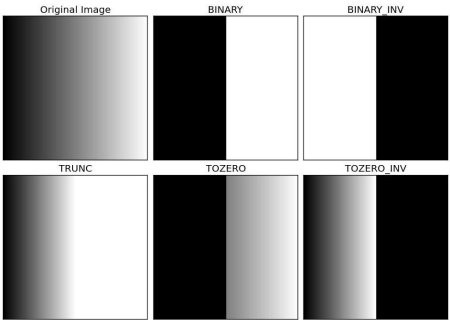 Original Image
BINARY
BINARY_INV
TRUNC
TOZERO
TOZERO_INV